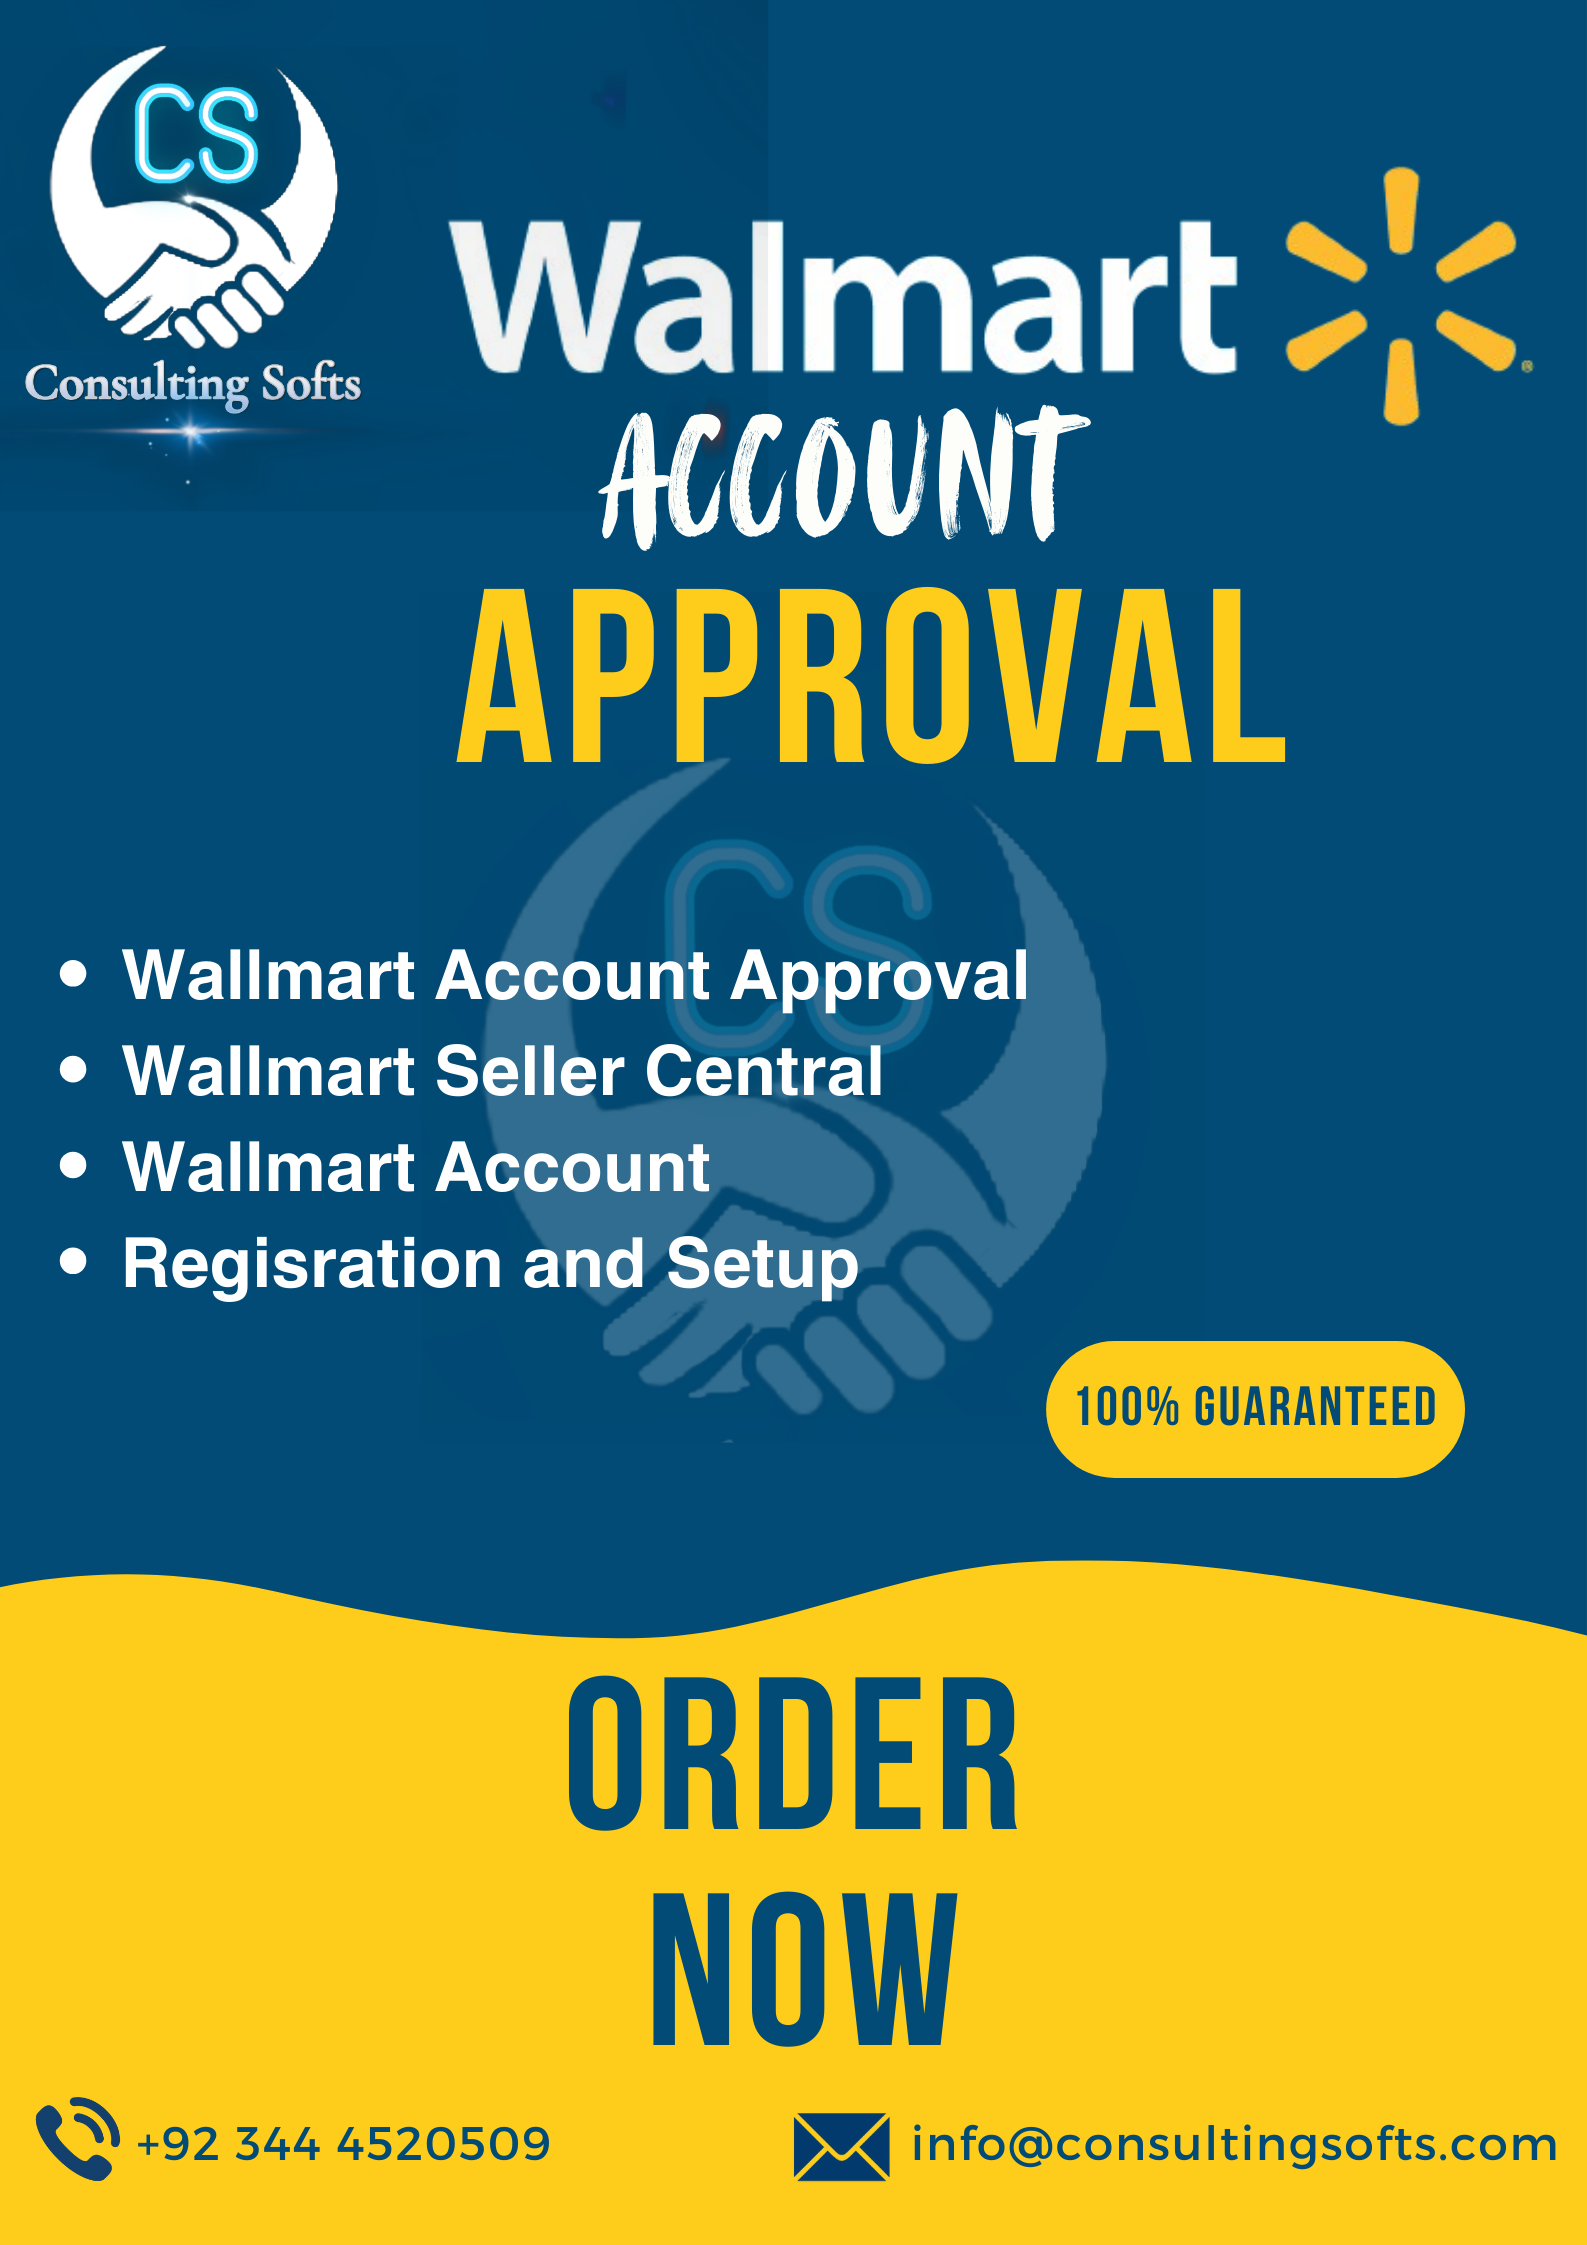 CS
Consulting Softs
Walmart
ACCOUNT
APPROVAL
CS
• Wallmart Account Approval
• Wallmart Seller Central
• Wallmart Account
• Regisration and Setup
100% GUARANTEED
ORDER
NOW
+92 344 4520509
info@consultingsofts.com